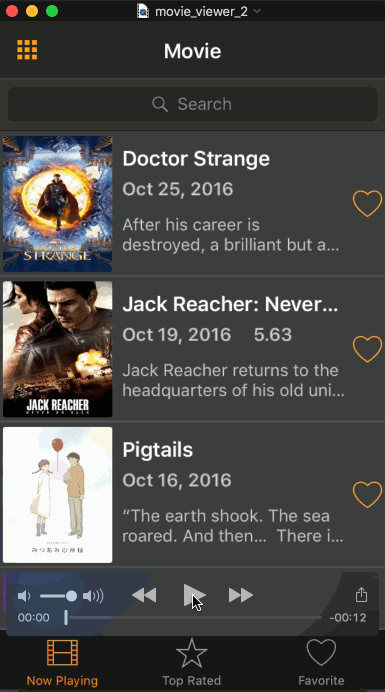 movie_viewer_2
Movie
Search
DOCTOR
STRANGE
Doctor Strange
Oct 25, 2016
After his career is
destroyed, a brilliant but a...
JACK REACHER
NEVER GO BACK
Jack Reacher: Never...
Oct 19, 2016 5.63
Jack Reacher returns to the
headquarters of his old uni...
みつあみの神様
Pigtails
Oct 16, 2016
“The earth shook. The sea
roared. And then... There i...
00:00
-00:12
Now Playing
Top Rated
Favorite